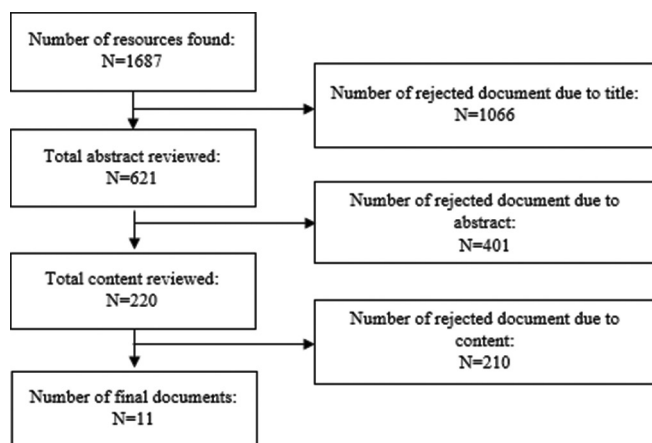 Number of resources found:
N=1687
Number of rejected document due to title:
N=1066
Total abstract reviewed:
N=621
Number of rejected document due to
abstract:
N=401
Total content reviewed:
N=220
Number of rejected document due to
content:
N=210
Number of final documents:
N=11